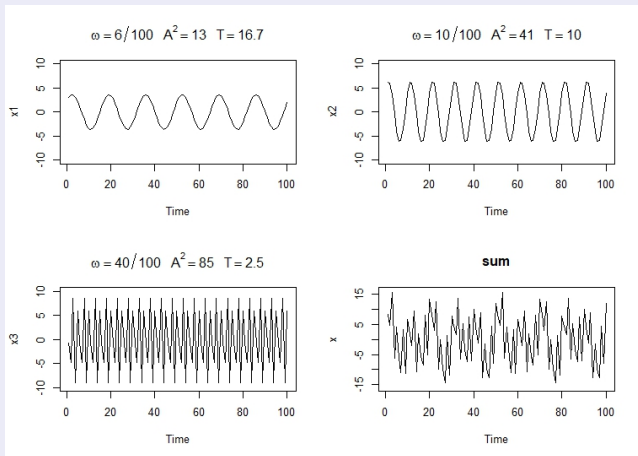 ω = 6/100 A² = 13 T = 16.7
x1
10
5
0
-5
-10
0 20 40 60 80 100
Time
ω = 10/100 A² = 41 T = 10
x2
10
5
0
-5
-10
0 20 40 60 80 100
Time
ω = 40/100 A² = 85 T = 2.5
x3
10
5
0
-5
-10
0 20 40 60 80 100
Time
sum
x
15
5
-5
-15
0 20 40 60 80 100
Time